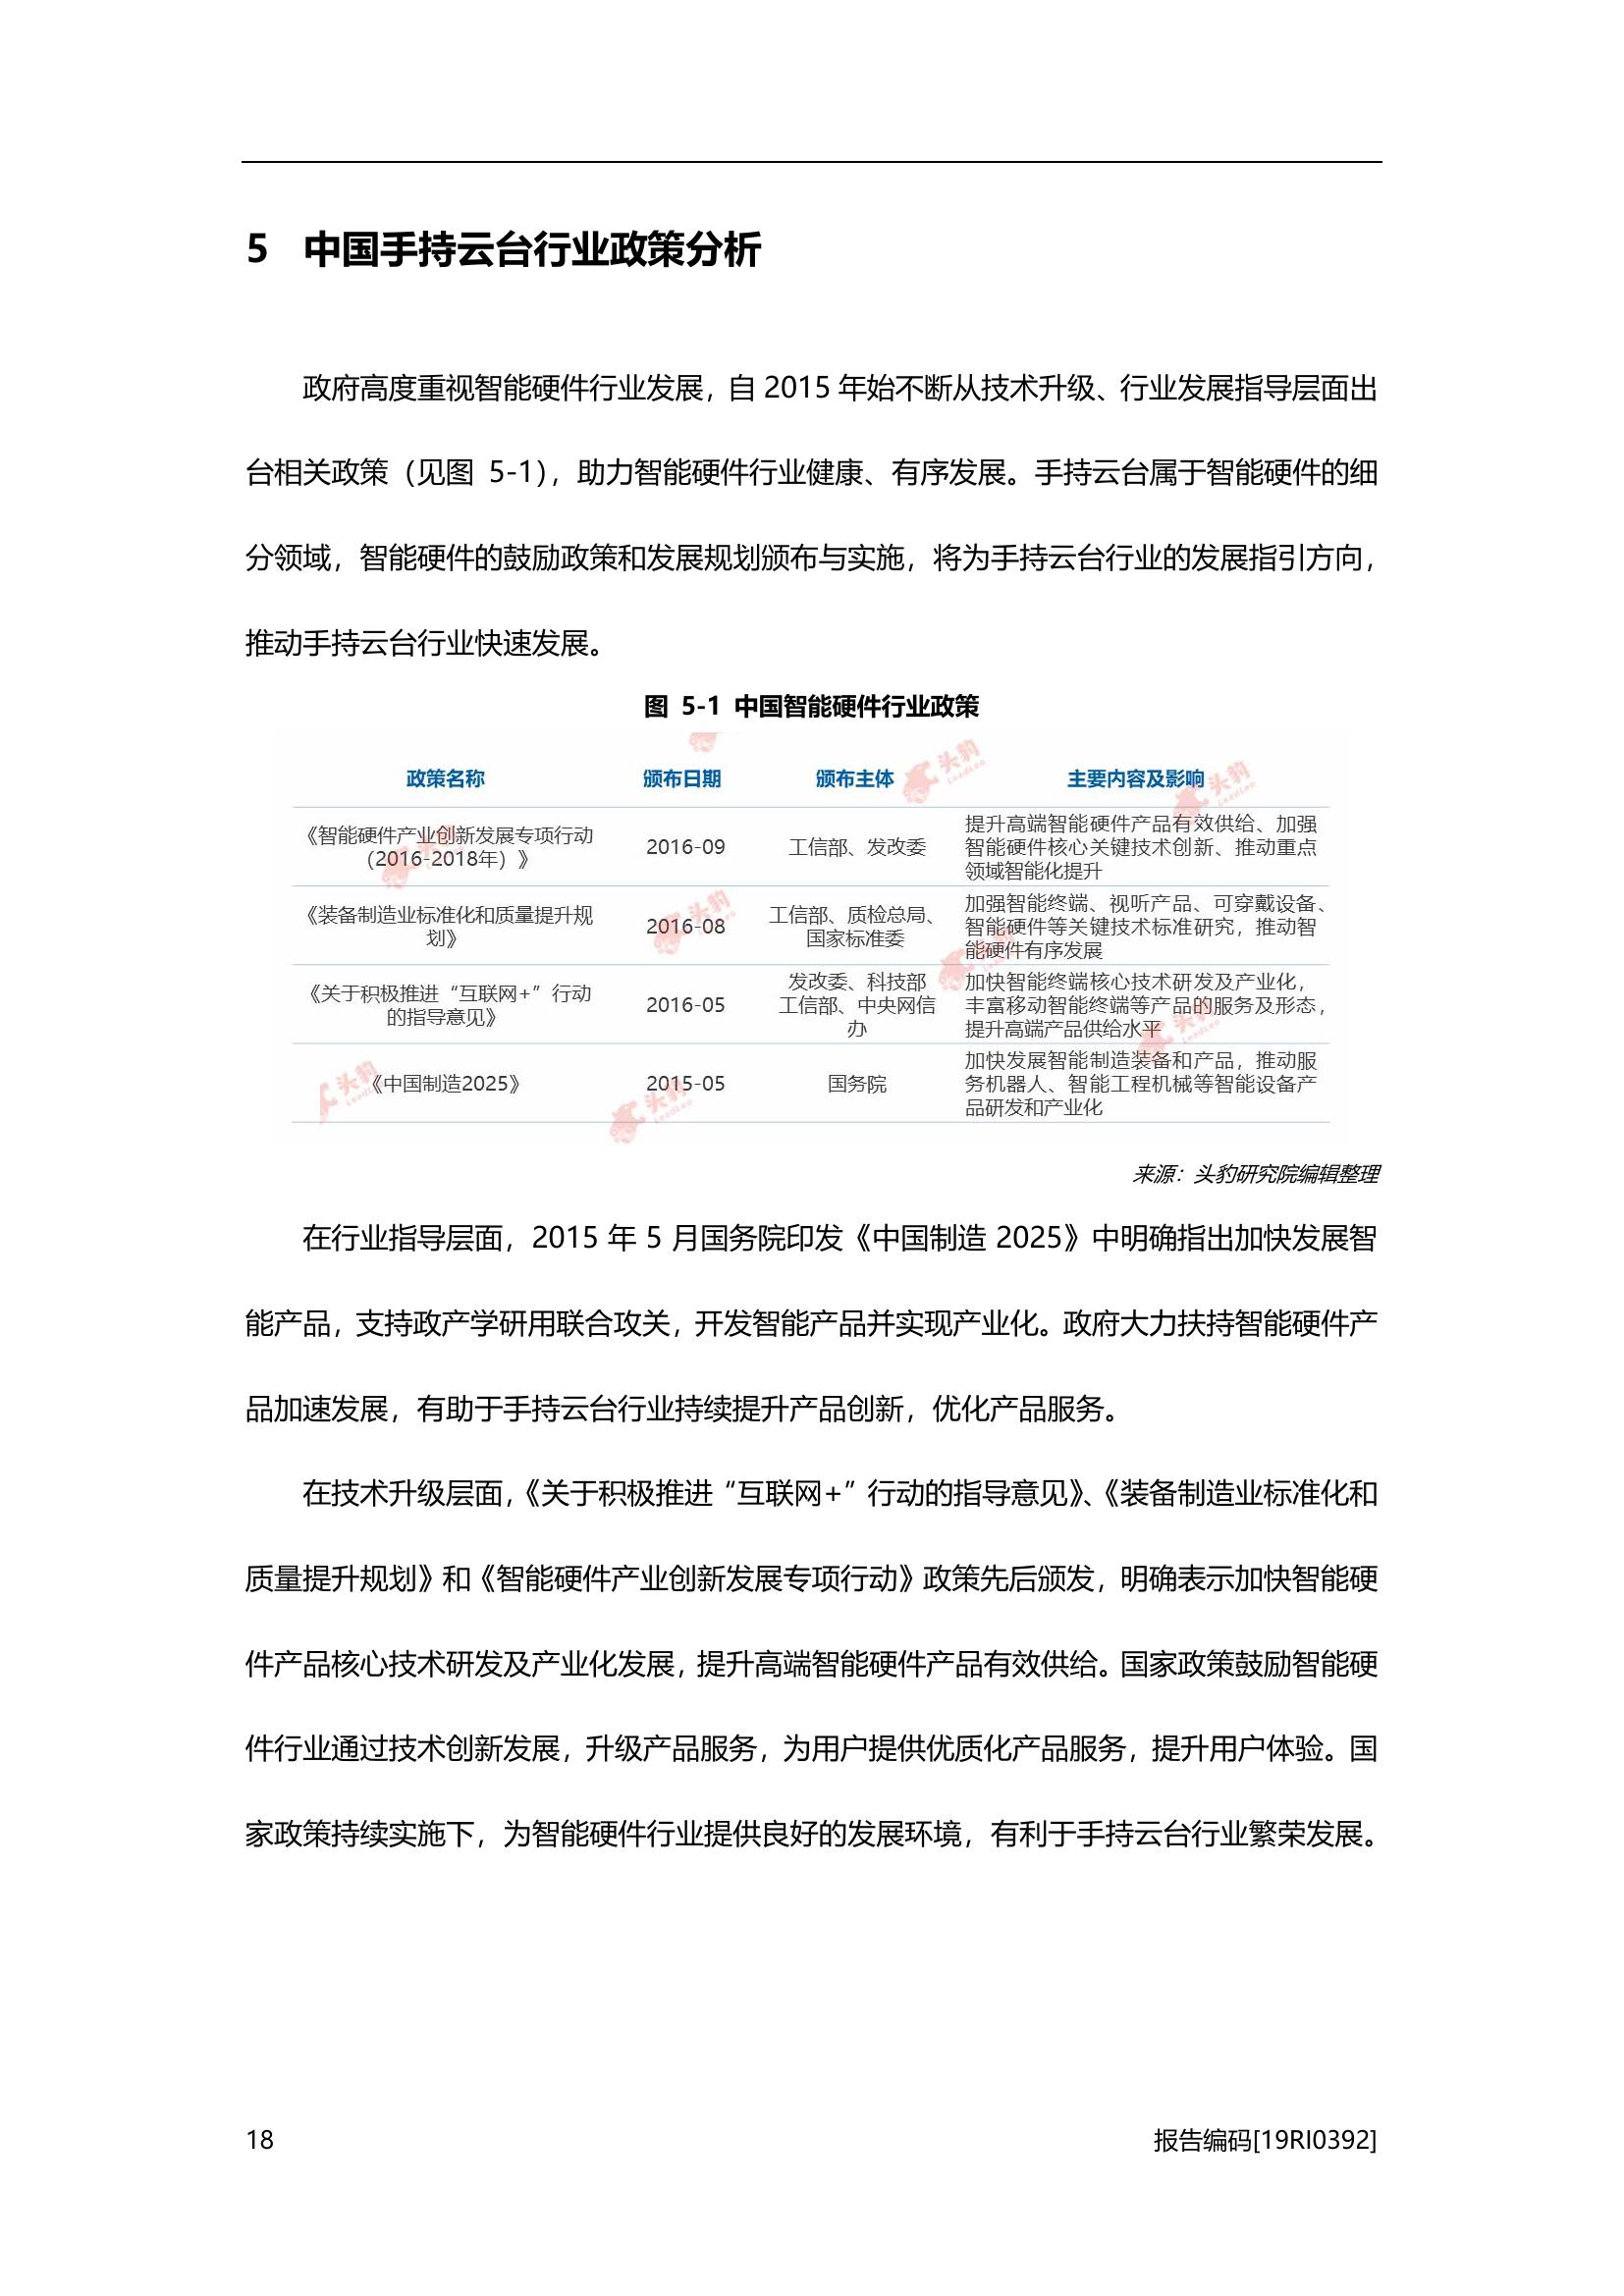 5 中国手持云台行业政策分析
政府高度重视智能硬件行业发展，自 2015 年始不断从技术升级、行业发展指导层面出
台相关政策（见图 5-1），助力智能硬件行业健康、有序发展。手持云台属于智能硬件的细
分领域，智能硬件的鼓励政策和发展规划颁布与实施，将为手持云台行业的发展指引方向，
推动手持云台行业快速发展。
图 5-1 中国智能硬件行业政策
政策名称 颁布日期 颁布主体 主要内容及影响
《智能硬件产业创新发展专项行动
（2016-2018年）》
2016-09
工信部、发改委
提升高端智能硬件产品有效供给、加强
智能硬件核心关键技术创新、推动重点
领域智能化提升
《装备制造业标准化和质量提升规
划》
2016-08
工信部、质检总局、
国家标准委
加强智能终端、视听产品、可穿戴设备、
智能硬件等关键技术标准研究，推动智
能硬件有序发展
《关于积极推进“互联网+”行动
的指导意见》
2016-05
发改委、科技部
工信部、中央网信
办
加快智能终端核心技术研发及产业化，
丰富移动智能终端等产品的服务及形态，
提升高端产品供给水平
《中国制造2025》
2015-05
国务院
加快发展智能制造装备和产品，推动服
务机器人、智能工程机械等智能设备产
品研发和产业化
来源：头豹研究院编辑整理
在行业指导层面，2015 年 5 月国务院印发《中国制造 2025》中明确指出加快发展智
能产品，支持政产学研用联合攻关，开发智能产品并实现产业化。政府大力扶持智能硬件产
品加速发展，有助于手持云台行业持续提升产品创新，优化产品服务。
在技术升级层面，《关于积极推进“互联网+”行动的指导意见》、《装备制造业标准化和
质量提升规划》和《智能硬件产业创新发展专项行动》政策先后颁发，明确表示加快智能硬
件产品核心技术研发及产业化发展，提升高端智能硬件产品有效供给。国家政策鼓励智能硬
件行业通过技术创新发展，升级产品服务，为用户提供优质化产品服务，提升用户体验。国
家政策持续实施下，为智能硬件行业提供良好的发展环境，有利于手持云台行业繁荣发展。
18 报告编码[19RI0392]
头豹
LeadLeo
头豹
LeadLeo
头豹
头豹
头豹
LeadLeo
头豹
LeadLeo
头豹
LeadLeo